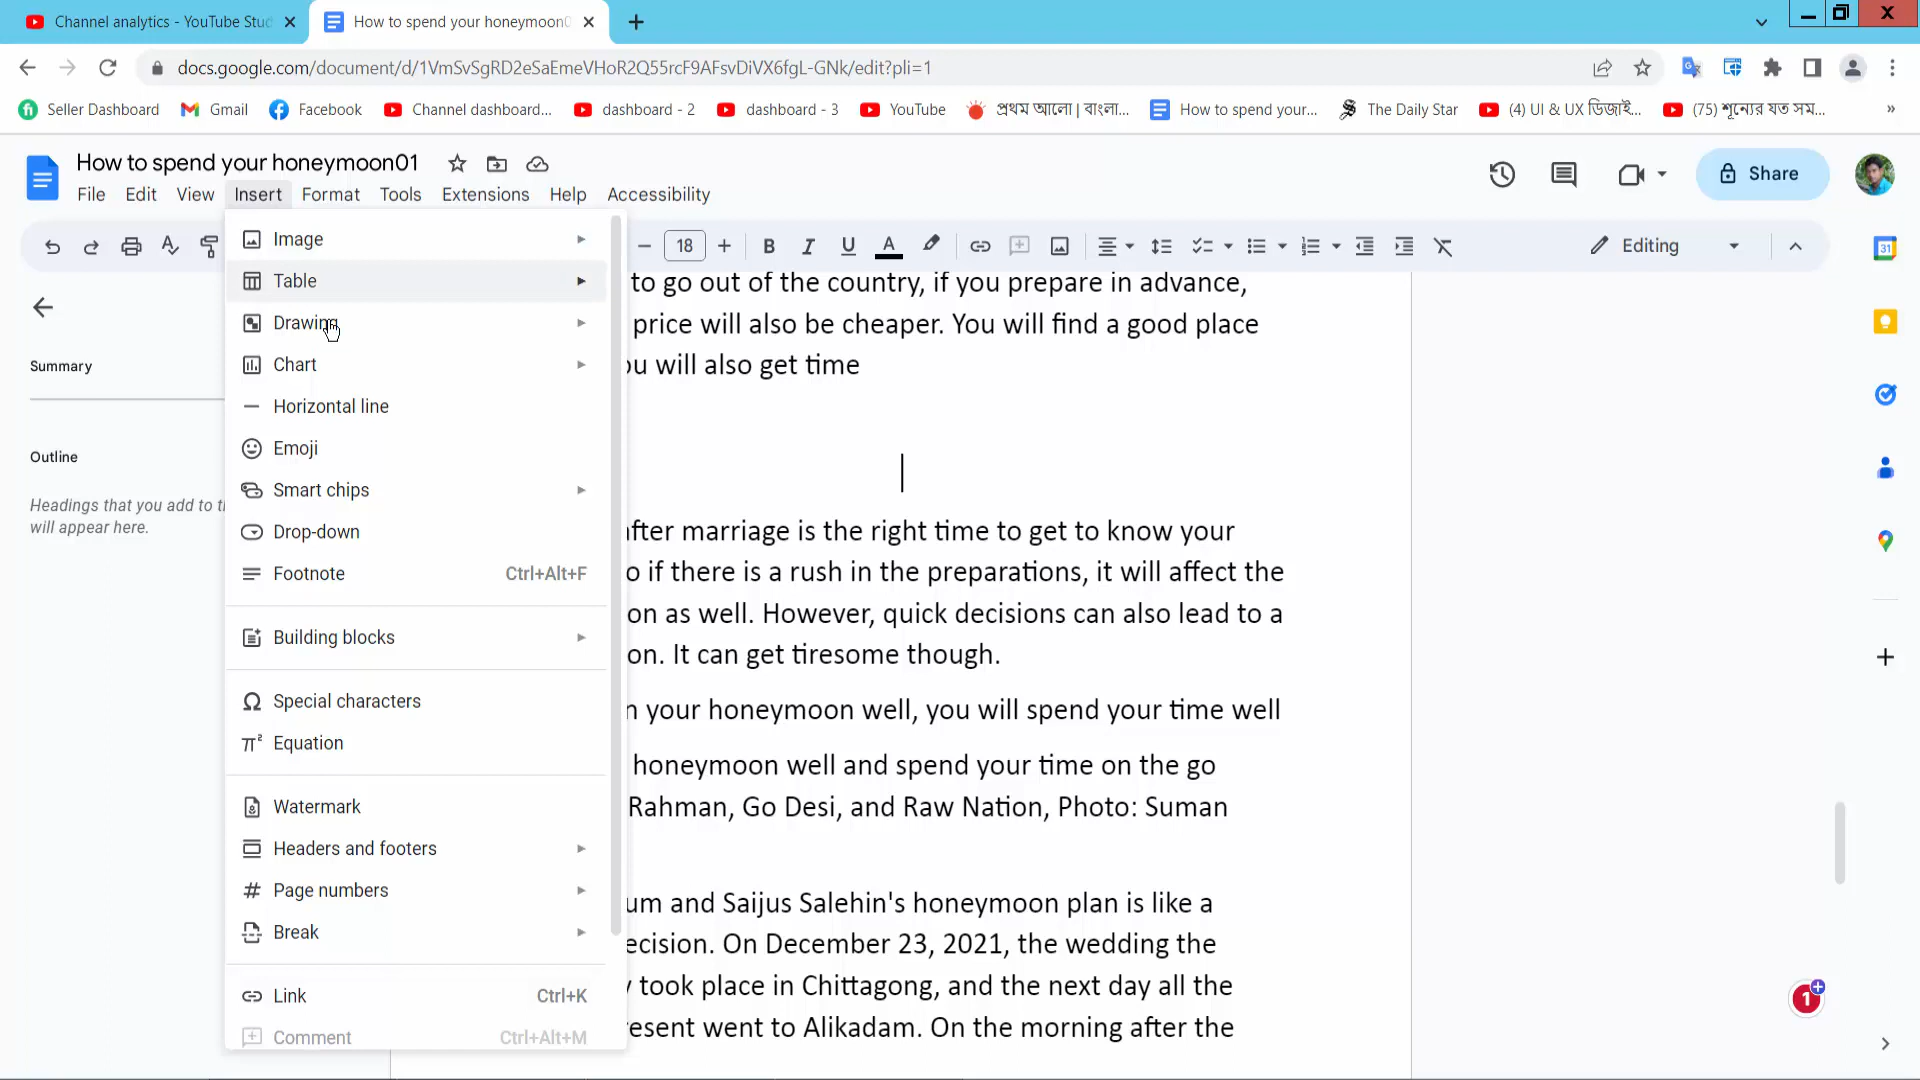 Channel analytics - YouTube Stud
How to spend your honeymoon0
docs.google.com/document/d/1VmSvSgRD2eSaEmeVHoR2Q55rcF9AFsvDiVX6fgL-GNk/edit?pli=1
Seller Dashboard
Gmail
Facebook
Channel dashboard...
dashboard - 2
dashboard - 3
YouTube
প্রথম আলো | বাংলা...
How to spend your...
The Daily Star
(4) UI & UX ডিজাই...
(75) শূন্যের যত সম...
»
How to spend your honeymoon01
Share
File Edit View Insert Format Tools Extensions Help Accessibility
18
B I U A
Editing
31
Image
Table
Drawing
Chart
Horizontal line
Emoji
Smart chips
Drop-down
Footnote Ctrl+Alt+F
Building blocks
Special characters
Equation
Watermark
Headers and footers
Page numbers
Break
Link Ctrl+K
Comment Ctrl+Alt+M
Summary
Outline
Headings that you add to t
will appear here.
to go out of the country, if you prepare in advance,
price will also be cheaper. You will find a good place
ou will also get time
after marriage is the right time to get to know your
o if there is a rush in the preparations, it will affect the
on as well. However, quick decisions can also lead to a
on. It can get tiresome though.
n your honeymoon well, you will spend your time well
honeymoon well and spend your time on the go
Rahman, Go Desi, and Raw Nation, Photo: Suman
um and Saijus Salehin's honeymoon plan is like a
ecision. On December 23, 2021, the wedding the
y took place in Chittagong, and the next day all the
resent went to Alikadam. On the morning after the
1